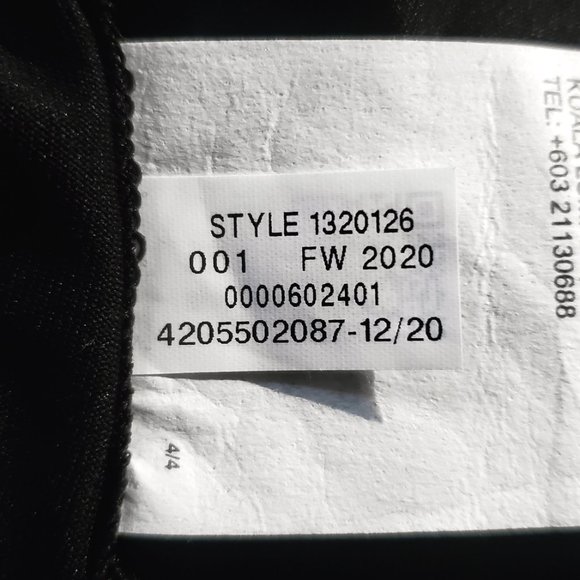 STYLE 1320126
001 FW 2020
0000602401
4205502087-12/20
TEL: +603 21130688
4/4